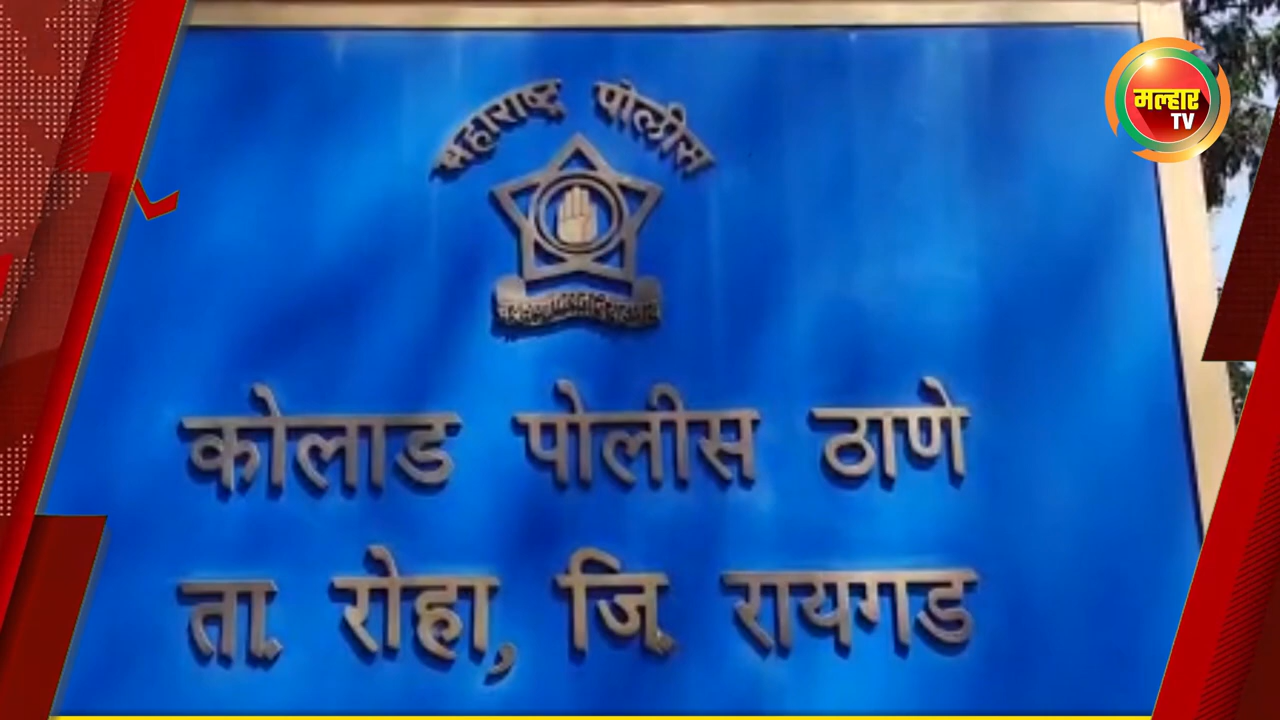 महाराष्ट्र पोलीस
मल्हार
TV
कोलाड पोलीस ठाणे
ता. रोहा, जि. रायगड